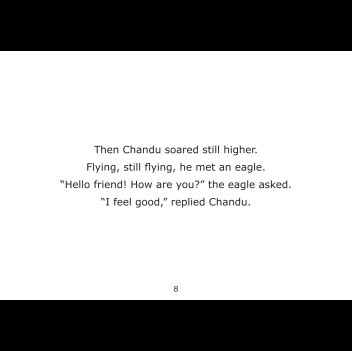 Then Chandu soared still higher.
Flying, still flying, he met an eagle.
“Hello friend! How are you?” the eagle asked.
“I feel good,” replied Chandu.
8